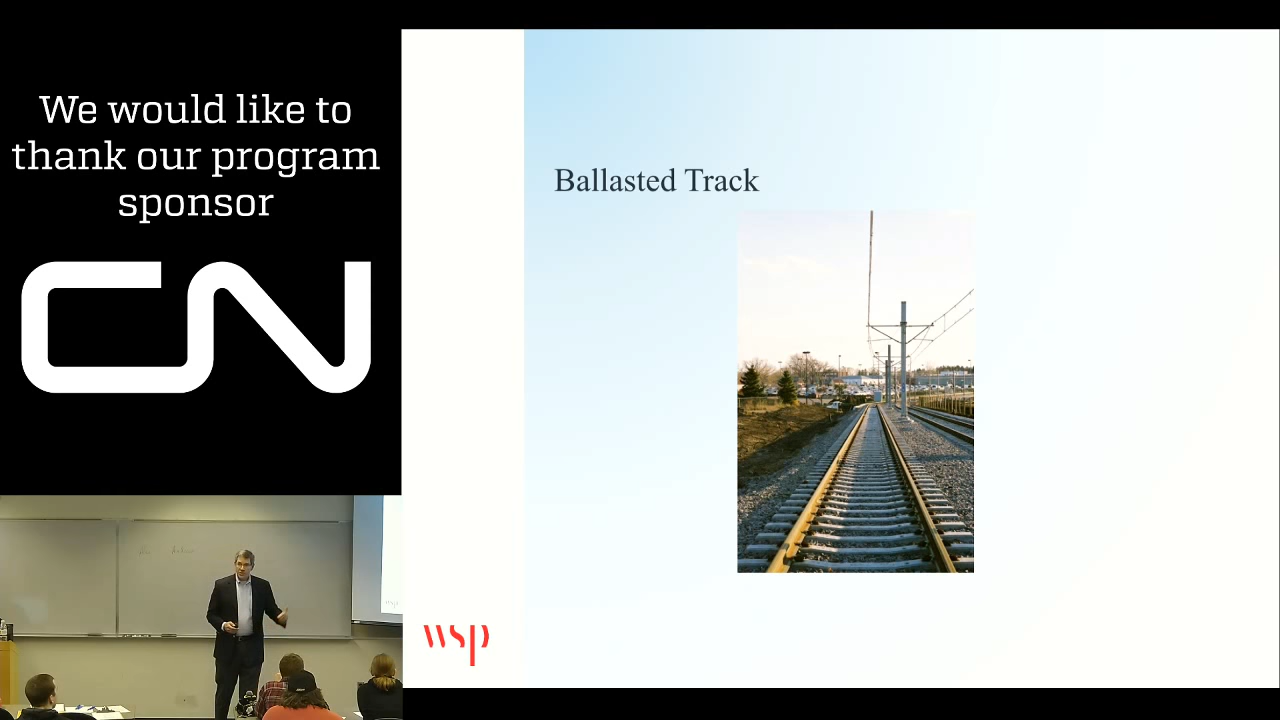 We would like to
thank our program
sponsor
CN
Ballasted Track
wsp